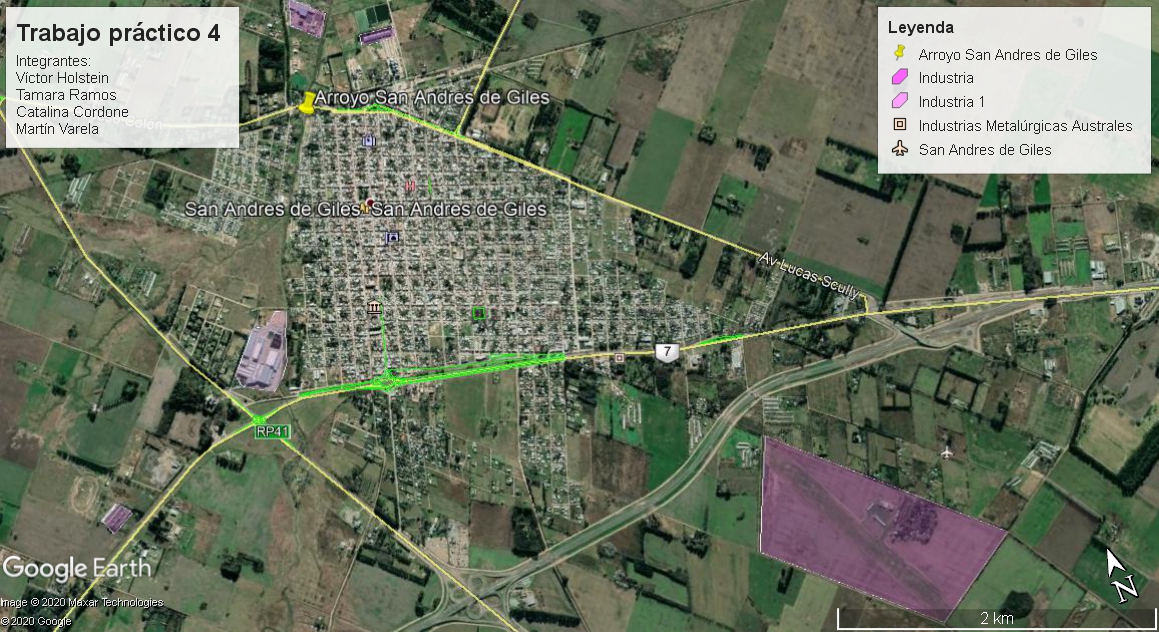 Trabajo práctico 4
Integrantes:
Víctor Holstein
Tamara Ramos
Catalina Cordone
Martín Varela
Leyenda
Arroyo San Andres de Giles
Industria
Industria 1
Industrias Metalúrgicas Australes
San Andres de Giles
Arroyo San Andres de Giles
San Andres de Giles
San Andres de Giles
Av Lucas Scully
7
RP41
Google Earth
Image © 2020 Maxar Technologies
© 2020 Google
2 km
N